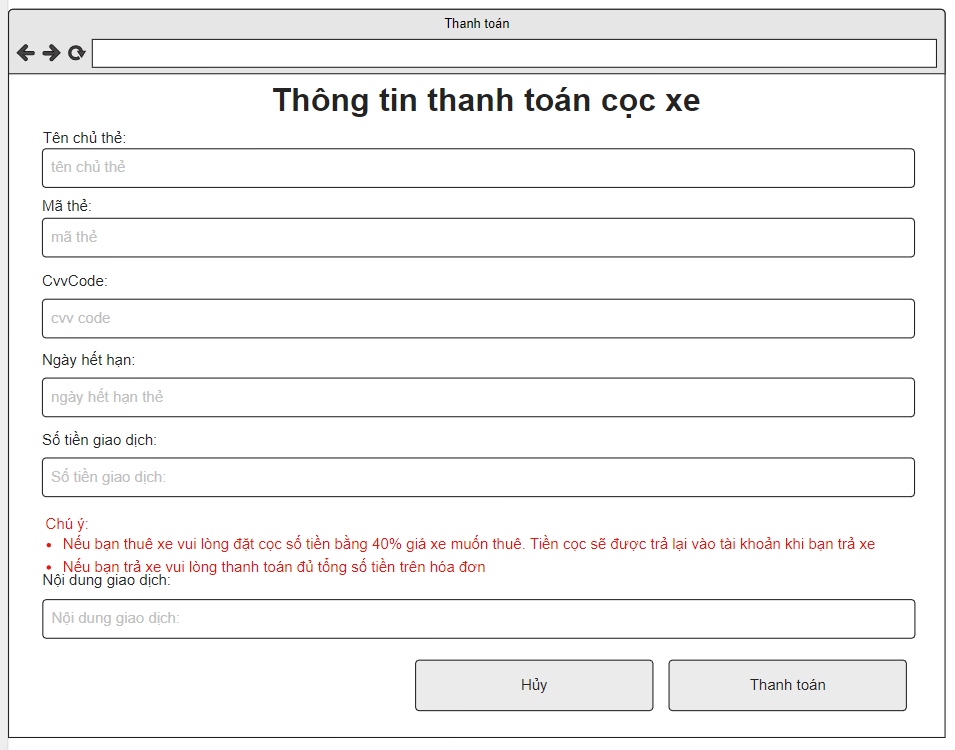 Thanh toán
Thông tin thanh toán cọc xe
Tên chủ thẻ:
tên chủ thẻ
Mã thẻ:
mã thẻ
CvvCode:
cvv code
Ngày hết hạn:
ngày hết hạn thẻ
Số tiền giao dịch:
Số tiền giao dịch:
Chú ý:
• Nếu bạn thuê xe vui lòng đặt cọc số tiền bằng 40% giá xe muốn thuê. Tiền cọc sẽ được trả lại vào tài khoản khi bạn trả xe
• Nếu bạn trả xe vui lòng thanh toán đủ tổng số tiền trên hóa đơn
Nội dung giao dịch:
Nội dung giao dịch:
Hủy
Thanh toán